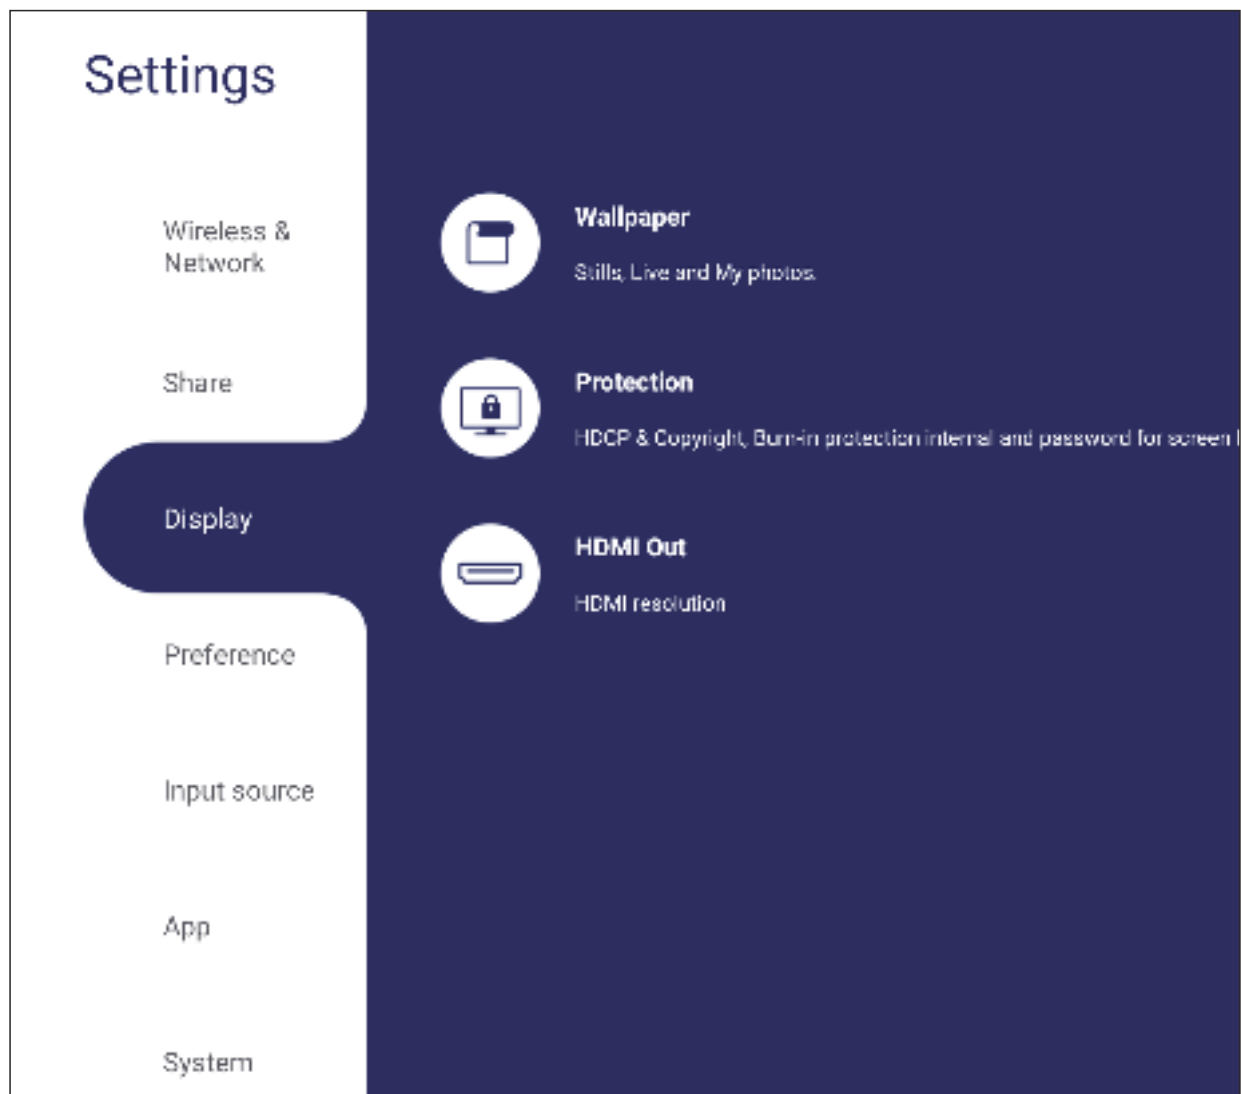 Settings
Wireless &
Network
Share
Display
Preference
Input source
App
System
Wallpaper
Stills, Live and My photos.
Protection
HDCP & Copyright, Burn-in protection internal and password for screen
HDMI Out
HDMI resolution